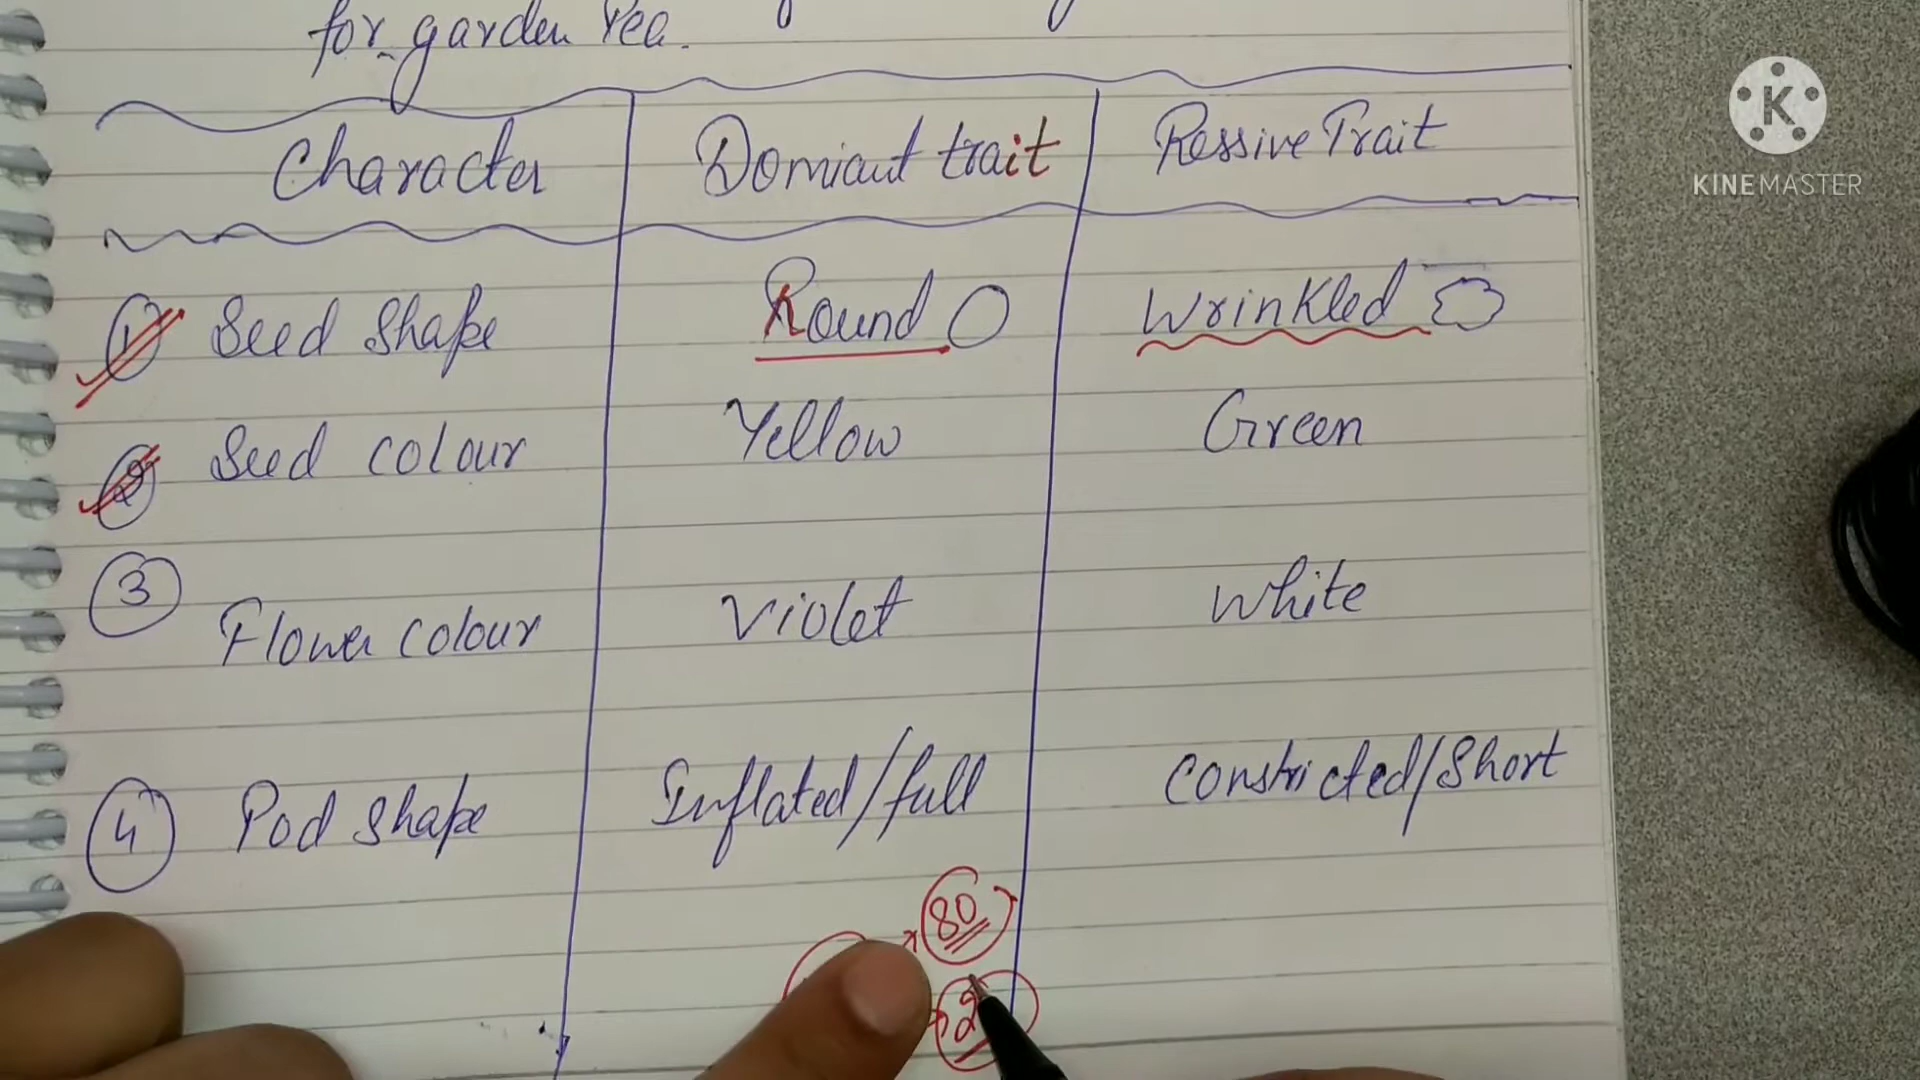 for garden Pea.
Character Domiant trait Ressive Trait
1 Seed Shape Round Wrinkled
2 Seed colour Yellow Green
3 Flower colour Violet White
4 Pod shape Inflated/full Constricted/Short
80
2
K
KINEMASTER